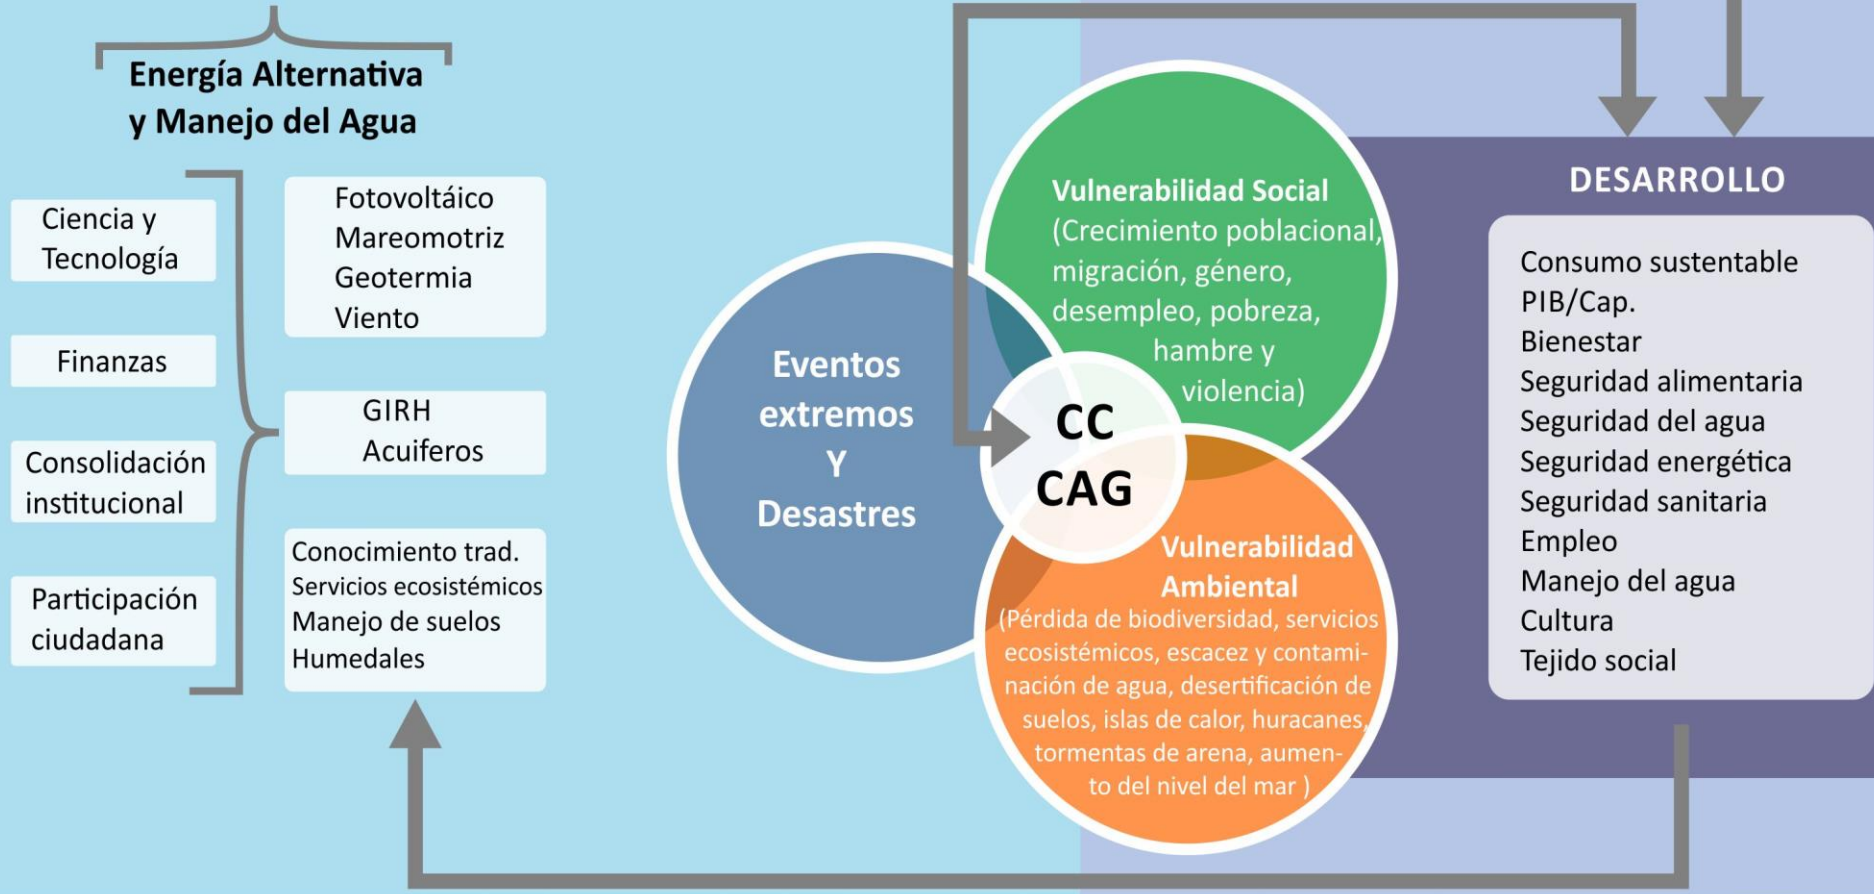 Energía Alternativa
y Manejo del Agua
Ciencia y
Tecnología
Finanzas
Consolidación
institucional
Participación
ciudadana
Fotovoltáico
Mareomotriz
Geotermia
Viento
GIRH
Acuiferos
Conocimiento trad.
Servicios ecosistémicos
Manejo de suelos
Humedales
Eventos
extremos
Y
Desastres
Vulnerabilidad Social
(Crecimiento poblacional,
migración, género,
desempleo, pobreza,
hambre y
violencia)
CC
CAG
Vulnerabilidad
Ambiental
(Pérdida de biodiversidad, servicios
ecosistémicos, escacez y contami-
nación de agua, desertificación de
suelos, islas de calor, huracanes,
tormentas de arena, aumen-
to del nivel del mar )
DESARROLLO
Consumo sustentable
PIB/Cap.
Bienestar
Seguridad alimentaria
Seguridad del agua
Seguridad energética
Seguridad sanitaria
Empleo
Manejo del agua
Cultura
Tejido social